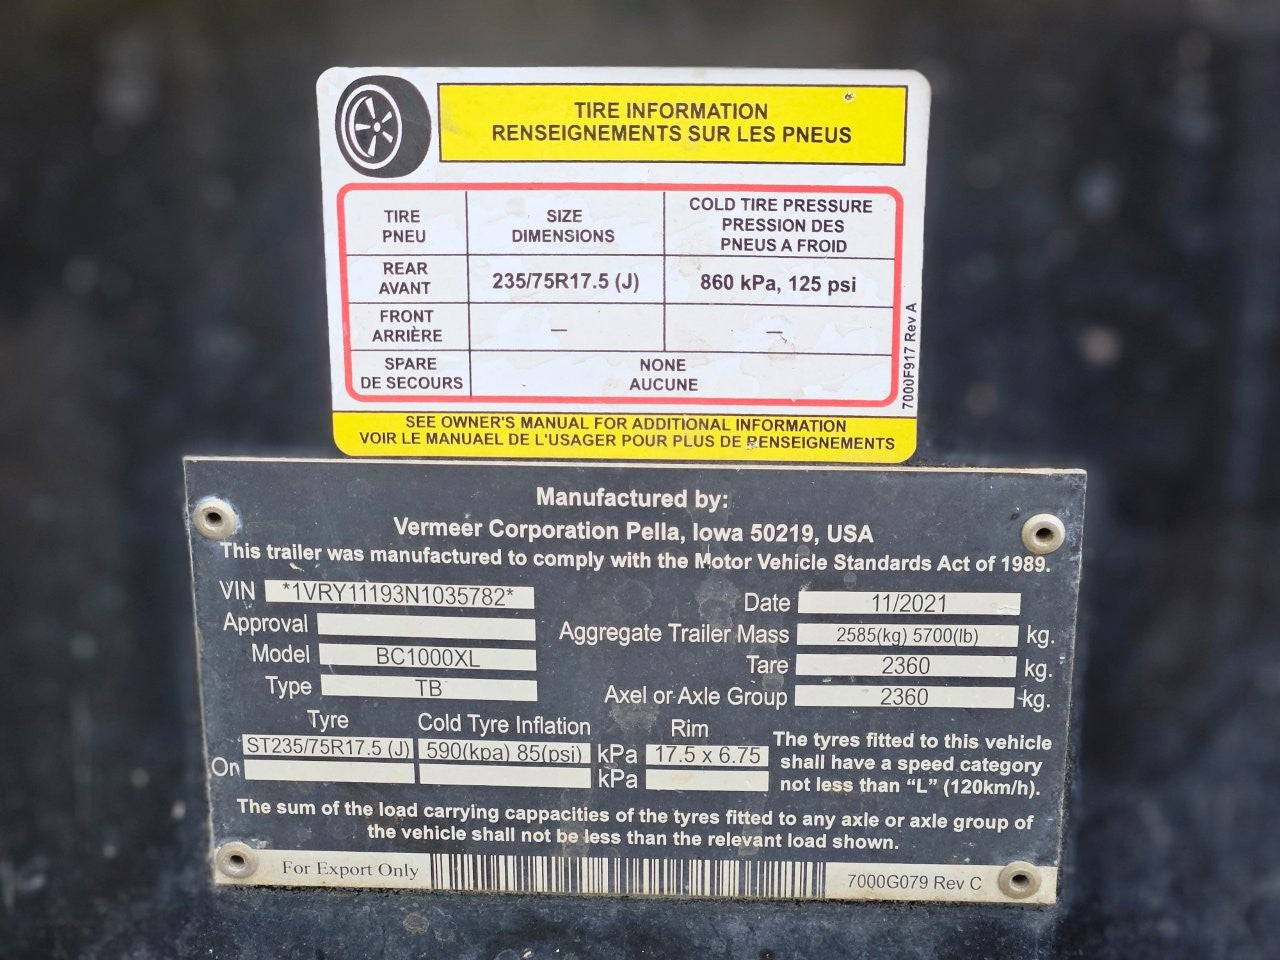 TIRE INFORMATION
RENSEIGNEMENTS SUR LES PNEUS
TIRE
PNEU
SIZE
DIMENSIONS
COLD TIRE PRESSURE
PRESSION DES
PNEUS A FROID
REAR
AVANT
235/75R17.5 (J)
860 kPa, 125 psi
FRONT
ARRIÈRE
—
—
SPARE
DE SECOURS
NONE
AUCUNE
7000F917 Rev A
SEE OWNER'S MANUAL FOR ADDITIONAL INFORMATION
VOIR LE MANUAEL DE L'USAGER POUR PLUS DE RENSEIGNEMENTS
Manufactured by:
Vermeer Corporation Pella, Iowa 50219, USA
This trailer was manufactured to comply with the Motor Vehicle Standards Act of 1989.
VIN *1VRY11193N1035782*
Date 11/2021
Approval
Aggregate Trailer Mass 2585(kg) 5700(lb) kg.
Model BC1000XL
Tare 2360 kg.
Type TB
Axel or Axle Group 2360 kg.
Tyre Cold Tyre Inflation Rim
ST235/75R17.5 (J) 590(kpa) 85(psi) kPa 17.5 x 6.75
Or kPa
The tyres fitted to this vehicle
shall have a speed category
not less than “L” (120km/h).
The sum of the load carrying cappacities of the tyres fitted to any axle or axle group of
the vehicle shall not be less than the relevant load shown.
For Export Only
7000G079 Rev C